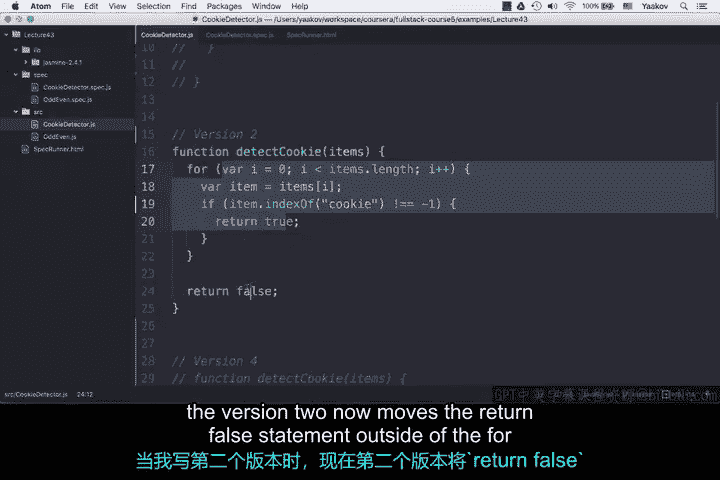 Atom File Edit View Selection Find Packages Window Help 100% Yaakov
CookieDetector.js — /Users/yaakov/workspace/coursera/fullstack-course5/examples/Lecture43
Lecture43
lib
jasmine-2.4.1
spec
CookieDetector.spec.js
OddEven.spec.js
src
CookieDetector.js
OddEven.js
SpecRunner.html
CookieDetector.js CookieDetector.spec.js SpecRunner.html
10 // }
11 //
12 // }
13
14
15 // Version 2
16 function detectCookie(items) {
17 for (var i = 0; i < items.length; i++) {
18 var item = items[i];
19 if (item.indexOf("cookie") !== -1) {
20 return true;
21 }
22 }
23
24 return false;
25 }
26
27
28 // Version 4
29 // function detectCookie(items) {
src/CookieDetector.js 24/12
the version two now moves the return
false statement outside of the for
当我写第二个版本时，现在第二个版本将`return false`